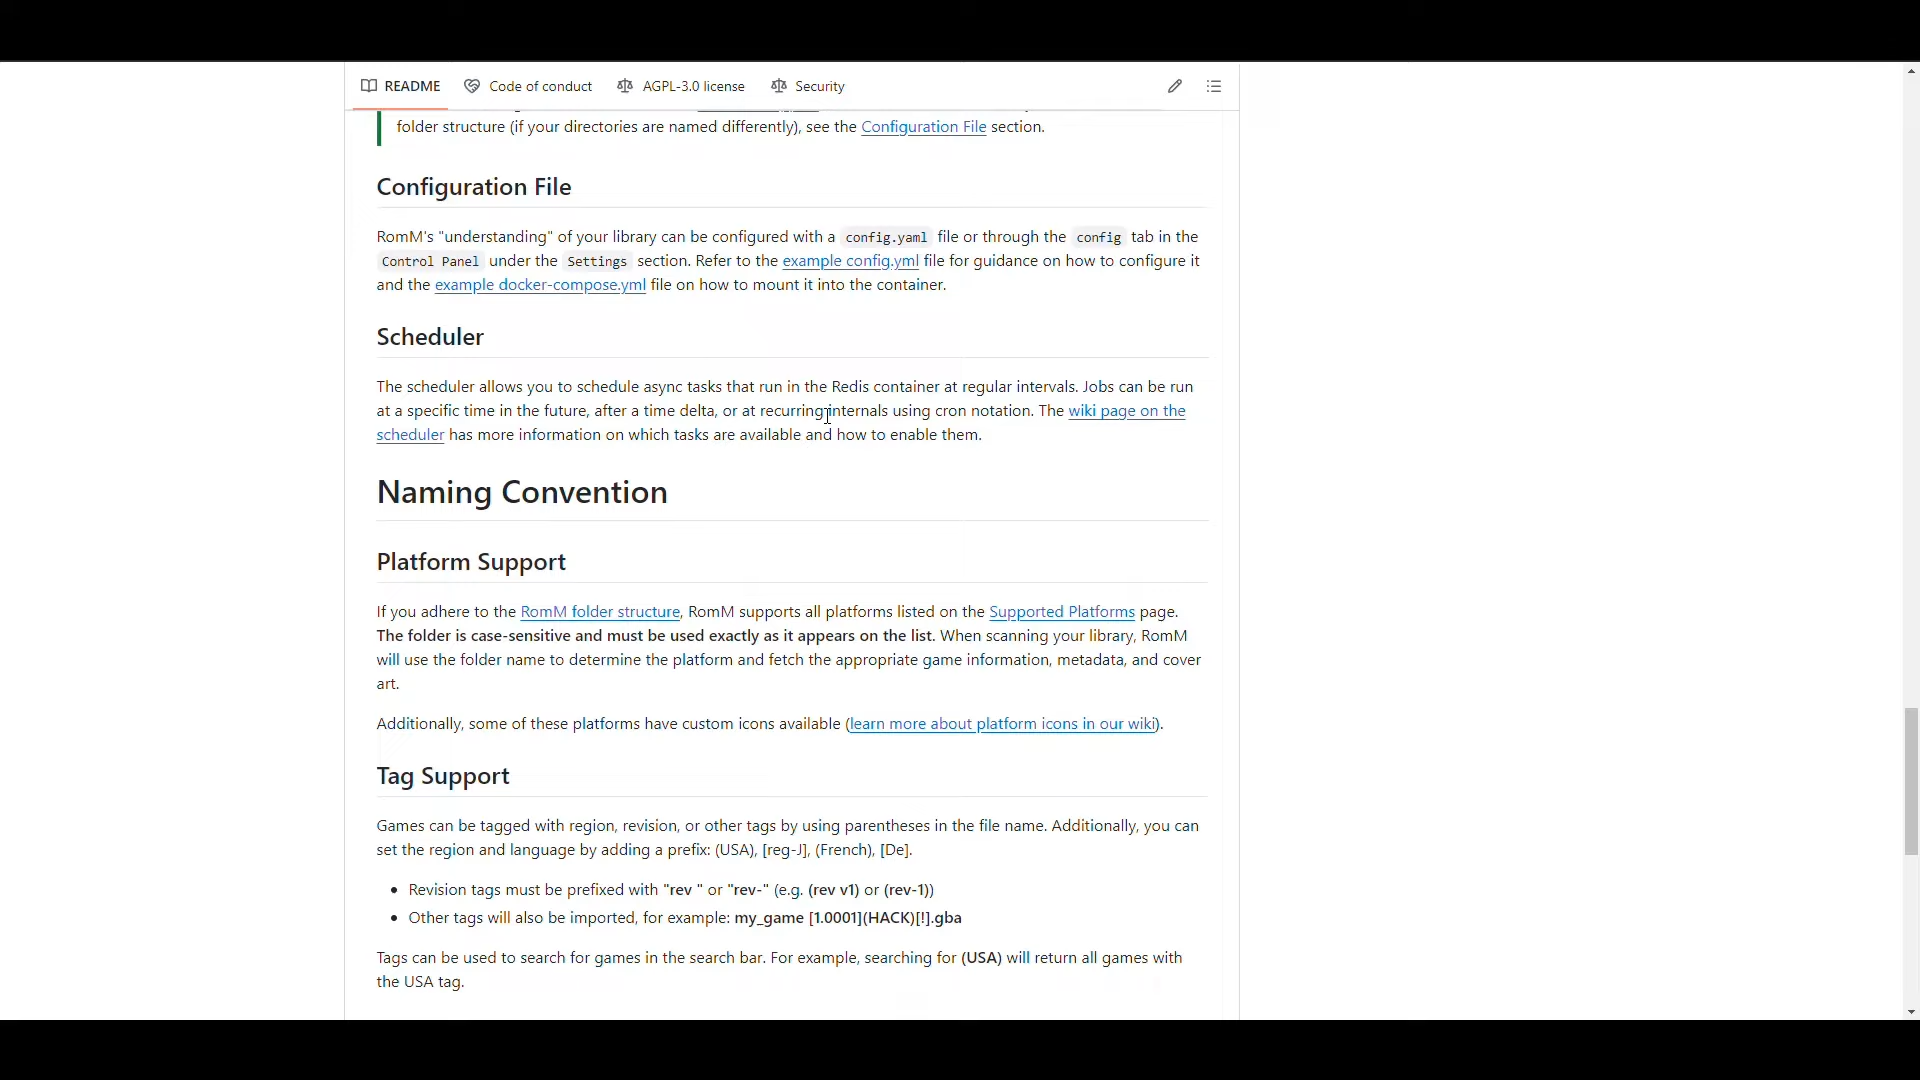 README Code of conduct AGPL-3.0 license Security
folder structure (if your directories are named differently), see the Configuration File section.
Configuration File
RomM's "understanding" of your library can be configured with a config.yaml file or through the config tab in the
Control Panel under the Settings section. Refer to the example config.yml file for guidance on how to configure it
and the example docker-compose.yml file on how to mount it into the container.
Scheduler
The scheduler allows you to schedule async tasks that run in the Redis container at regular intervals. Jobs can be run
at a specific time in the future, after a time delta, or at recurring internals using cron notation. The wiki page on the
scheduler has more information on which tasks are available and how to enable them.
Naming Convention
Platform Support
If you adhere to the RomM folder structure, RomM supports all platforms listed on the Supported Platforms page.
The folder is case-sensitive and must be used exactly as it appears on the list. When scanning your library, RomM
will use the folder name to determine the platform and fetch the appropriate game information, metadata, and cover
art.
Additionally, some of these platforms have custom icons available (learn more about platform icons in our wiki).
Tag Support
Games can be tagged with region, revision, or other tags by using parentheses in the file name. Additionally, you can
set the region and language by adding a prefix: (USA), [reg-J], (French), [De].
• Revision tags must be prefixed with "rev " or "rev-" (e.g. (rev v1) or (rev-1))
• Other tags will also be imported, for example: my_game [1.0001](HACK)[!].gba
Tags can be used to search for games in the search bar. For example, searching for (USA) will return all games with
the USA tag.